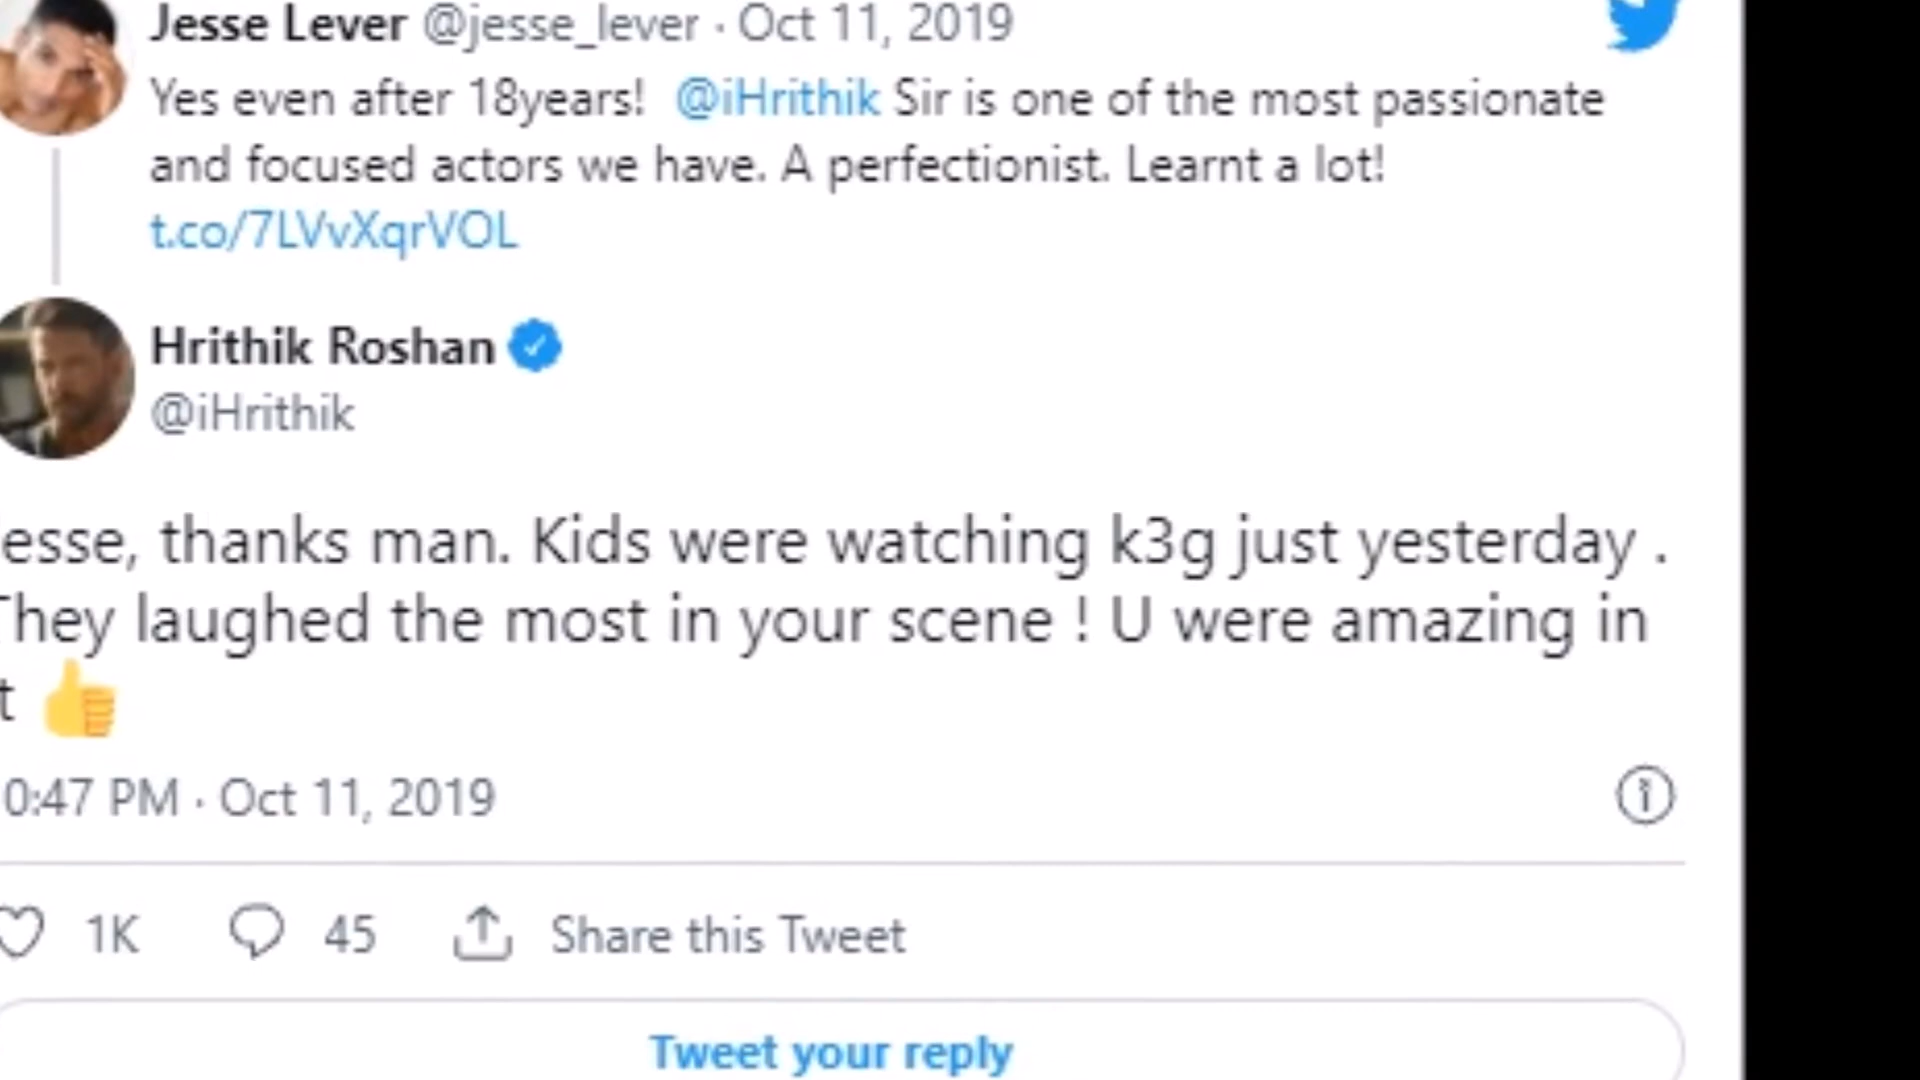 Jesse Lever @jesse_lever · Oct 11, 2019
Yes even after 18years! @iHrithik Sir is one of the most passionate
and focused actors we have. A perfectionist. Learnt a lot!
t.co/7LVvXqrVOL
Hrithik Roshan
@iHrithik
esse, thanks man. Kids were watching k3g just yesterday .
They laughed the most in your scene ! U were amazing in
t 👍
0:47 PM · Oct 11, 2019
1K 45 Share this Tweet
Tweet your reply